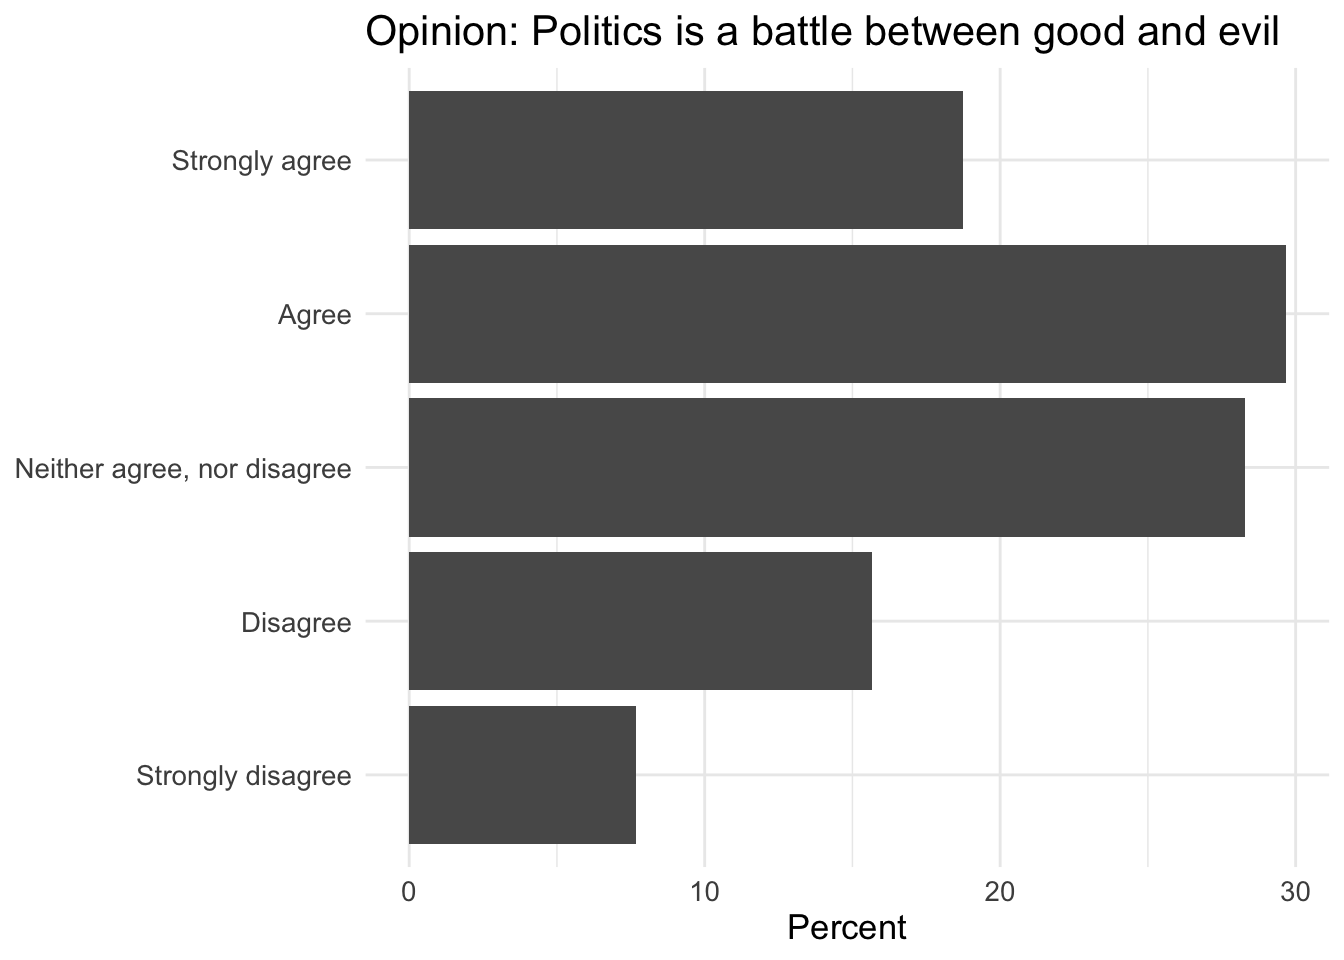 Opinion: Politics is a battle between good and evil
Strongly agree
Agree
Neither agree, nor disagree
Disagree
Strongly disagree
0 10 20 30
Percent